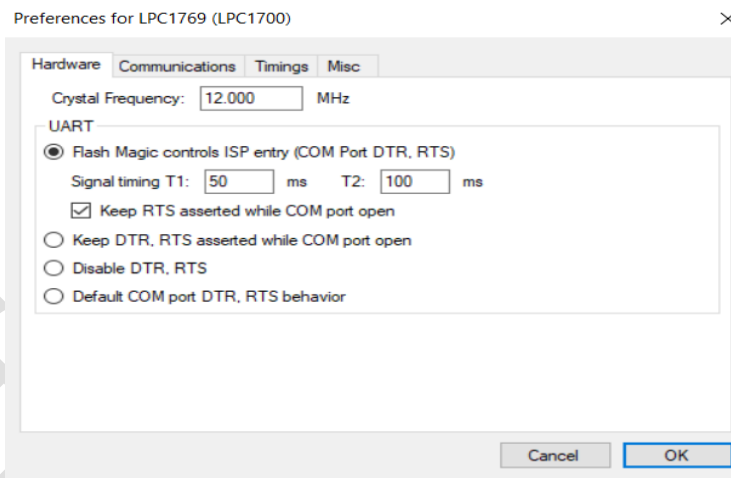 Preferences for LPC1769 (LPC1700)
Hardware Communications Timings Misc
Crystal Frequency: 12.000 MHz
UART
Flash Magic controls ISP entry (COM Port DTR, RTS)
Signal timing T1: 50 ms T2: 100 ms
Keep RTS asserted while COM port open
Keep DTR, RTS asserted while COM port open
Disable DTR, RTS
Default COM port DTR, RTS behavior
Cancel OK